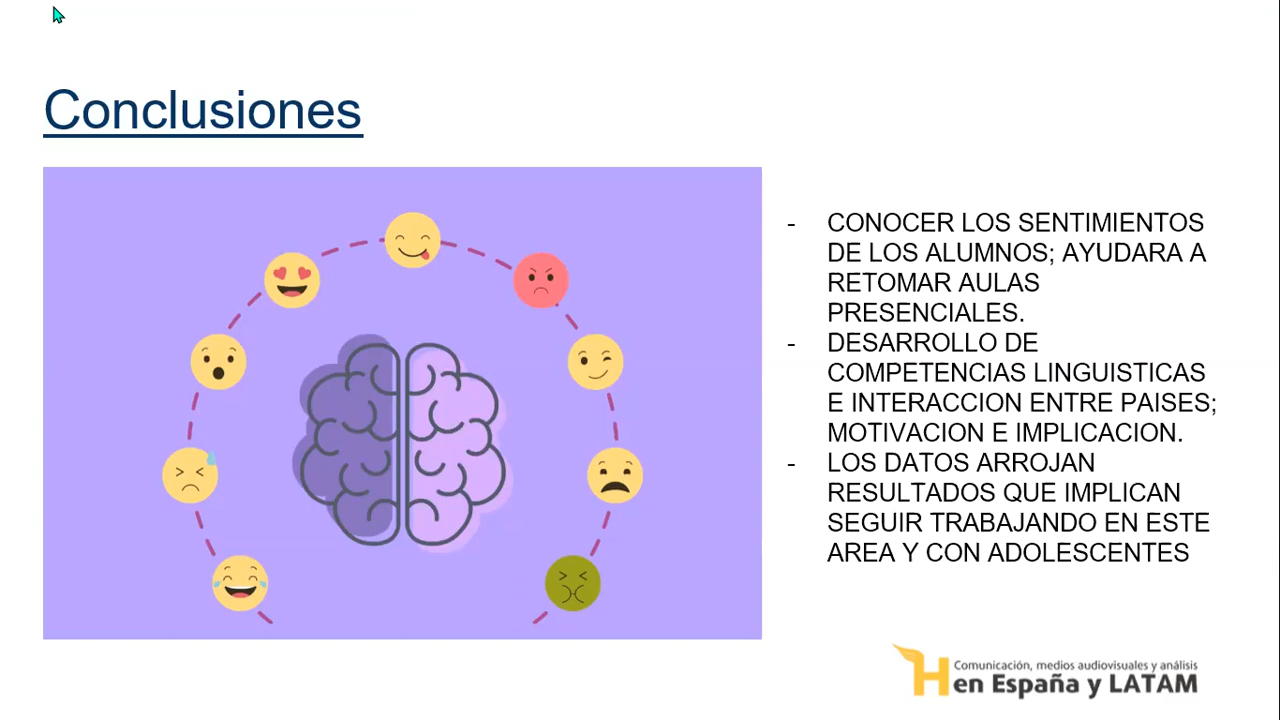 Conclusiones
- CONOCER LOS SENTIMIENTOS
DE LOS ALUMNOS; AYUDARA A
RETOMAR AULAS
PRESENCIALES.
- DESARROLLO DE
COMPETENCIAS LINGUISTICAS
E INTERACCION ENTRE PAISES;
MOTIVACION E IMPLICACION.
- LOS DATOS ARROJAN
RESULTADOS QUE IMPLICAN
SEGUIR TRABAJANDO EN ESTE
AREA Y CON ADOLESCENTES
H Comunicación, medios audiovisuales y análisis
en España y LATAM